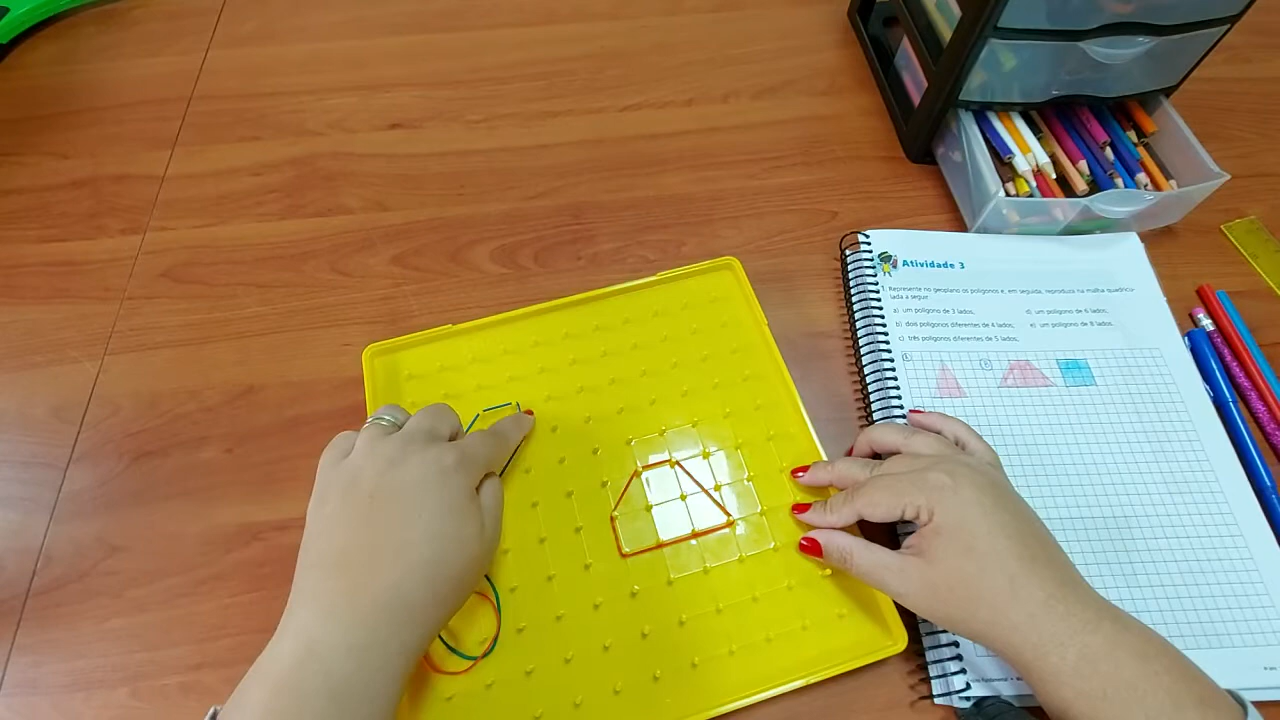 Atividade 3
1. Represente no geoplano os polígonos e, em seguida, reproduza na malha quadricu-
lada a seguir.
a) um polígono de 3 lados;
d) um polígono de 6 lados;
b) dois polígonos diferentes de 4 lados;
e) um polígono de 8 lados.
c) três polígonos diferentes de 5 lados;